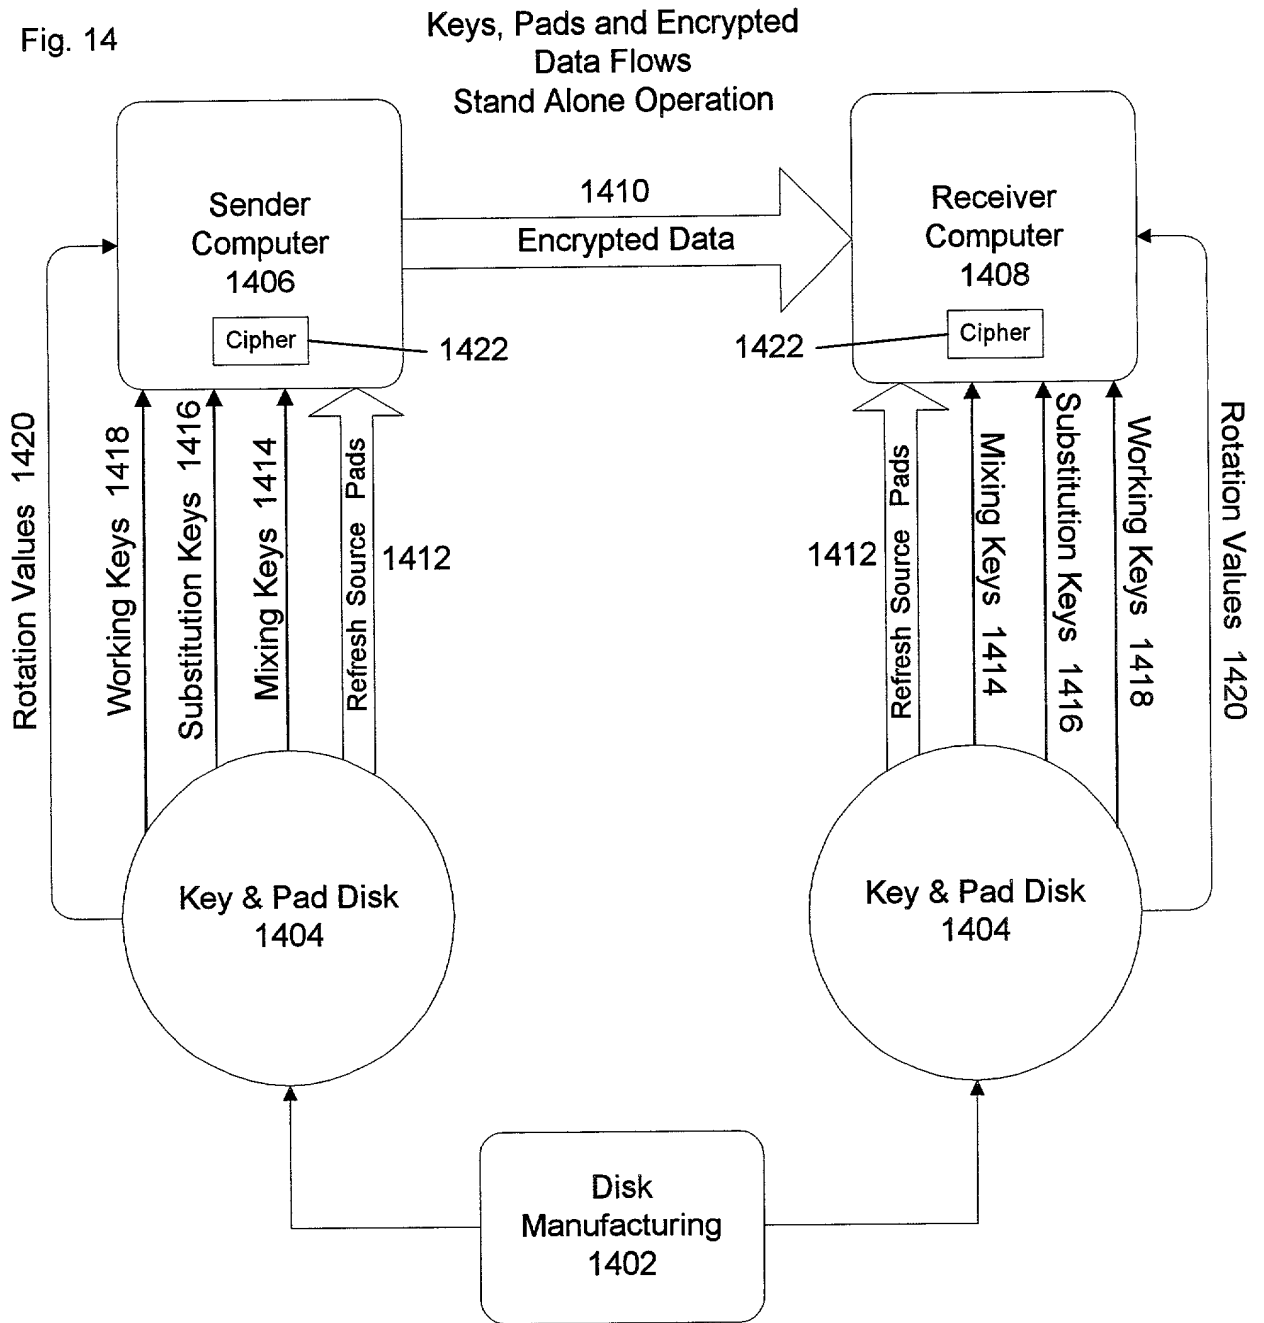 Fig. 14
Keys, Pads and Encrypted
Data Flows
Stand Alone Operation
Sender
Computer
1406
Cipher
1422
1410
Encrypted Data
Receiver
Computer
1408
Cipher
1422
Rotation Values 1420
Working Keys 1418
Substitution Keys 1416
Mixing Keys 1414
Refresh Source Pads
1412
1412
Refresh Source Pads
Mixing Keys 1414
Substitution Keys 1416
Working Keys 1418
Rotation Values 1420
Key & Pad Disk
1404
Key & Pad Disk
1404
Disk
Manufacturing
1402